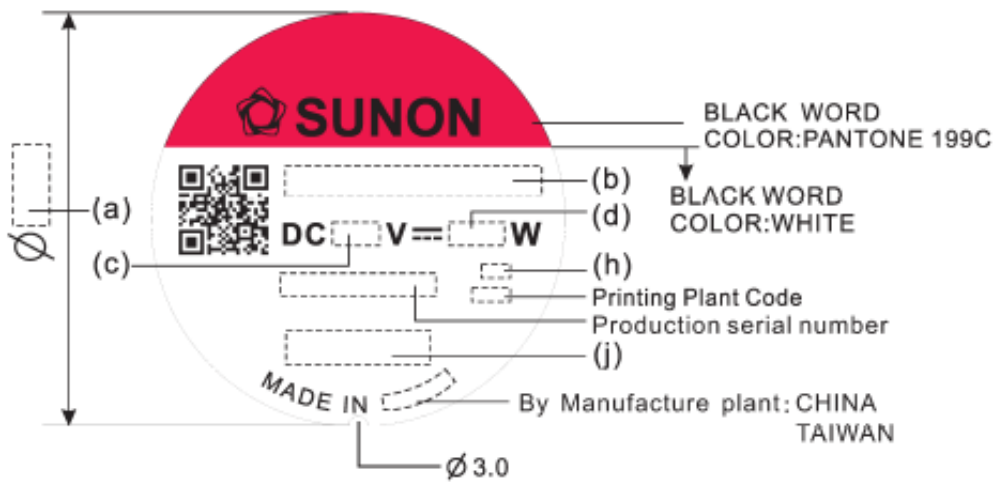 SUNON
BLACK WORD
COLOR:PANTONE 199C
(b)
BLACK WORD
COLOR:WHITE
(a)
(d)
Ø
DC V W
(c)
(h)
Printing Plant Code
Production serial number
(j)
MADE IN
By Manufacture plant: CHINA
TAIWAN
Ø 3.0